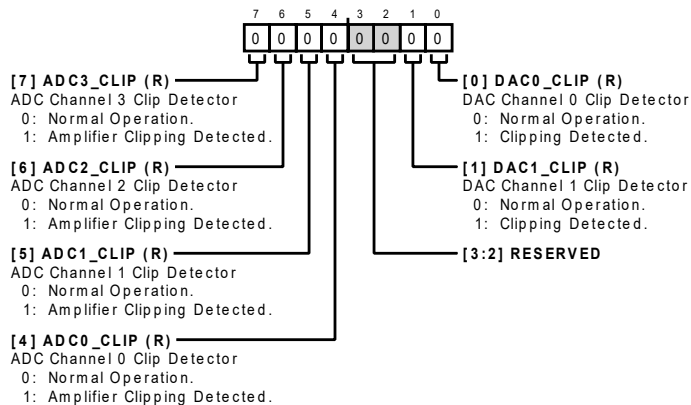 7 6 5 4 3 2 1 0
0 0 0 0 0 0 0 0
[7] ADC3_CLIP (R)
ADC Channel 3 Clip Detector
0: Normal Operation.
1: Amplifier Clipping Detected.
[6] ADC2_CLIP (R)
ADC Channel 2 Clip Detector
0: Normal Operation.
1: Amplifier Clipping Detected.
[5] ADC1_CLIP (R)
ADC Channel 1 Clip Detector
0: Normal Operation.
1: Amplifier Clipping Detected.
[4] ADC0_CLIP (R)
ADC Channel 0 Clip Detector
0: Normal Operation.
1: Amplifier Clipping Detected.
[0] DAC0_CLIP (R)
DAC Channel 0 Clip Detector
0: Normal Operation.
1: Clipping Detected.
[1] DAC1_CLIP (R)
DAC Channel 1 Clip Detector
0: Normal Operation.
1: Clipping Detected.
[3:2] RESERVED